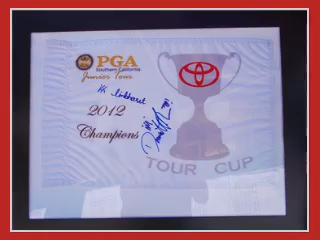 PGA
Southern California
Junior Tour
2012
Champions
TOUR CUP